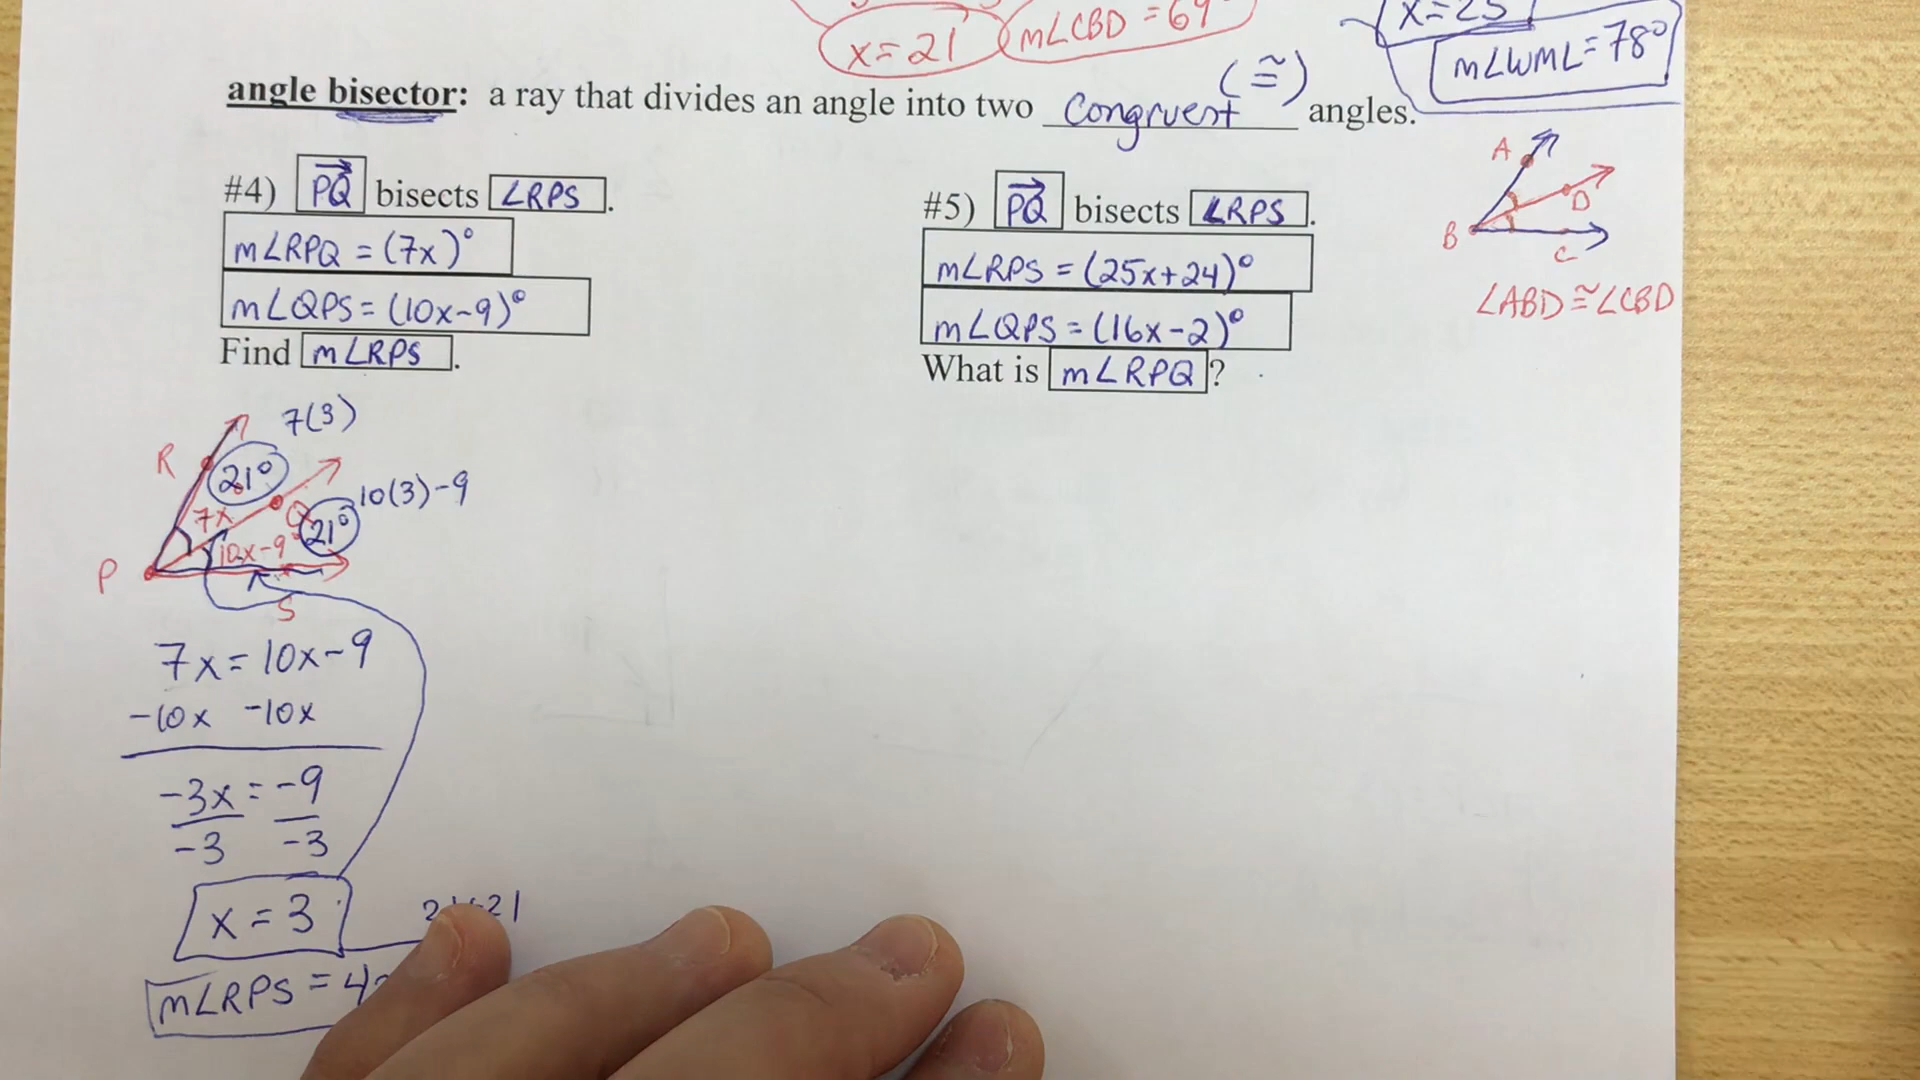 x = 21 m∠CBD = 69
x = 25
m∠WML = 78°
(≅)
angle bisector: a ray that divides an angle into two Congruent angles.
#4) PQ bisects ∠RPS.
m∠RPQ = (7x)°
m∠QPS = (10x-9)°
Find m∠RPS.
#5) PQ bisects ∠RPS.
m∠RPS = (25x+24)°
m∠QPS = (16x-2)°
What is m∠RPQ?
A
D
B
C
∠ABD ≅ ∠CBD
7(3)
R
21°
10(3)-9
7x
Q
21°
10x-9
P
S
7x = 10x-9
-10x -10x
-3x = -9
-3 -3
x = 3
21
m∠RPS = 4